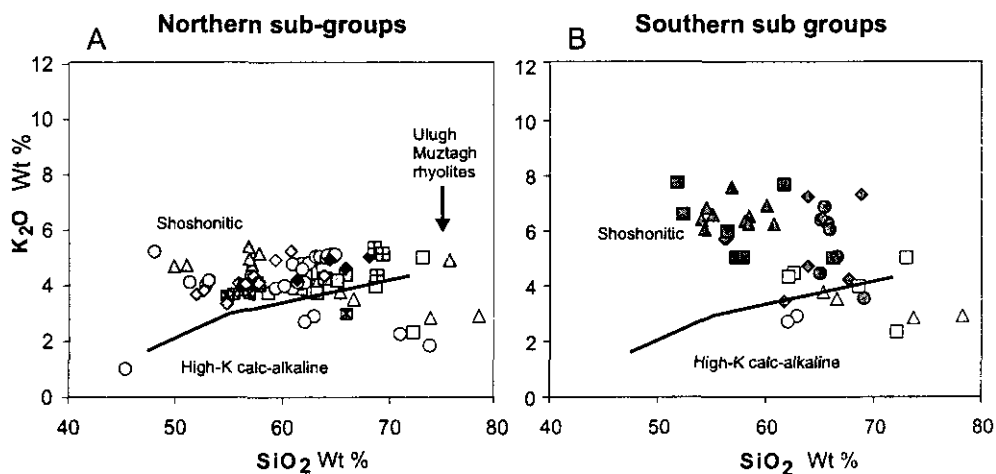 Northern sub-groups
A
12
10
8
6
4
2
0
K2O Wt %
Ulugh
Muztagh
rhyolites
Shoshonitic
High-K calc-alkaline
40
50
60
70
80
SiO2 Wt %
Southern sub groups
B
12
10
8
6
4
2
0
Shoshonitic
High-K calc-alkaline
40
50
60
70
80
SiO2 Wt %